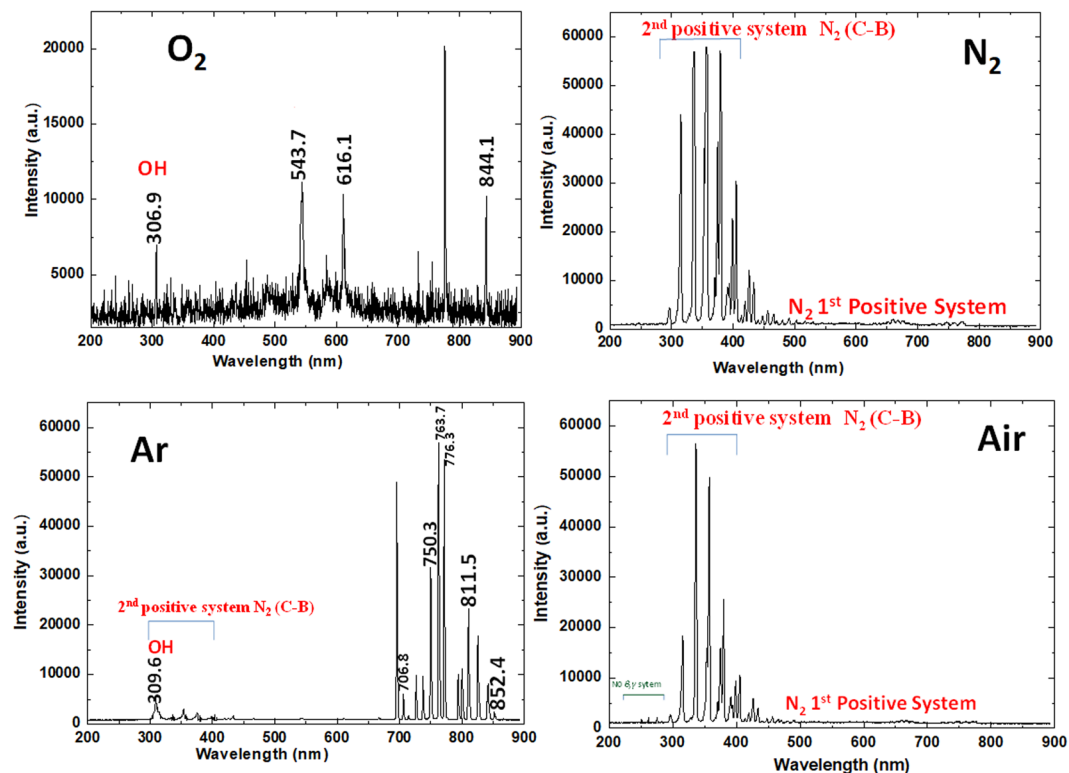 O2
OH
306.9
543.7
616.1
844.1
Intensity (a.u.)
20000
15000
10000
5000
200 300 400 500 600 700 800 900
Wavelength (nm)
2nd positive system N2 (C-B)
N2
N2 1st Positive System
Intensity (a.u.)
60000
50000
40000
30000
20000
10000
0
200 300 400 500 600 700 800 900
Wavelength (nm)
Ar
2nd positive system N2 (C-B)
OH
309.6
706.8
750.3
763.7
776.3
811.5
852.4
Intensity (a.u.)
60000
50000
40000
30000
20000
10000
0
200 300 400 500 600 700 800 900
Wavelength (nm)
2nd positive system N2 (C-B)
Air
N2 1st Positive System
Intensity (a.u.)
60000
50000
40000
30000
20000
10000
0
200 300 400 500 600 700 800 900
Wavelength (nm)